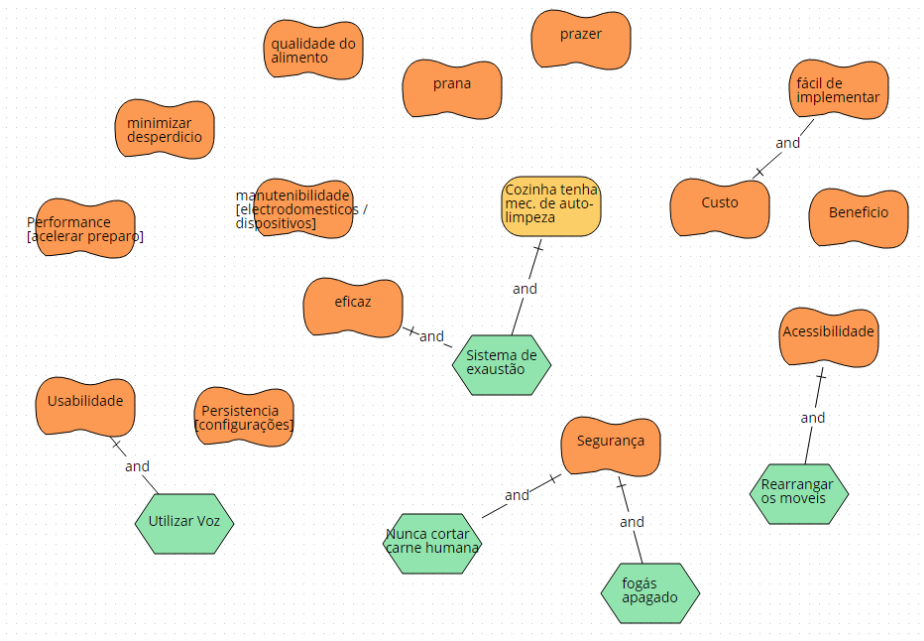 prazer
qualidade do
alimento
prana
fácil de
implementar
minimizar
desperdicio
and
manutenibilidade
[electrodomesticos /
dispositivos]
Cozinha tenha
mec. de auto-
limpeza
Custo
Beneficio
Performance
[acelerar preparo]
and
eficaz
and
Sistema de
exaustão
Acessibilidade
Usabilidade
Persistencia
[configurações]
and
Segurança
and
Utilizar Voz
and
Nunca cortar
carne humana
and
Rearrangar
os moveis
fogás
apagado